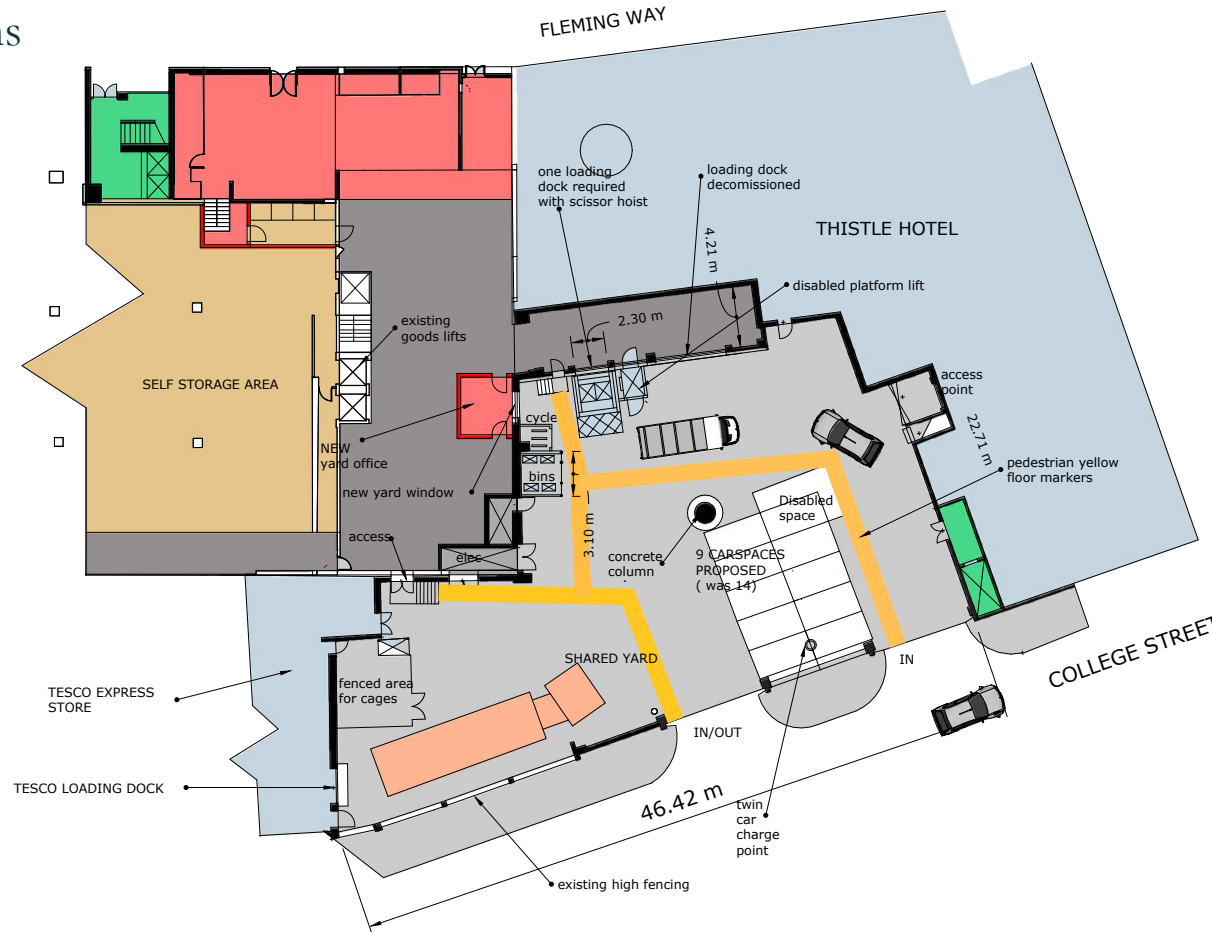 ns
FLEMING WAY
one loading
dock required
with scissor hoist
loading dock
decomissioned
THISTLE HOTEL
4.21 m
disabled platform lift
2.30 m
existing
goods lifts
SELF STORAGE AREA
access
point
cycle
NEW
yard office
22.71 m
pedestrian yellow
floor markers
bins
new yard window
Disabled
space
3.10 m
access
elec
concrete
column
9 CARSPACES
PROPOSED
( was 14)
SHARED YARD
IN
COLLEGE STREET
fenced area
for cages
TESCO EXPRESS
STORE
IN/OUT
TESCO LOADING DOCK
46.42 m
twin
car
charge
point
existing high fencing